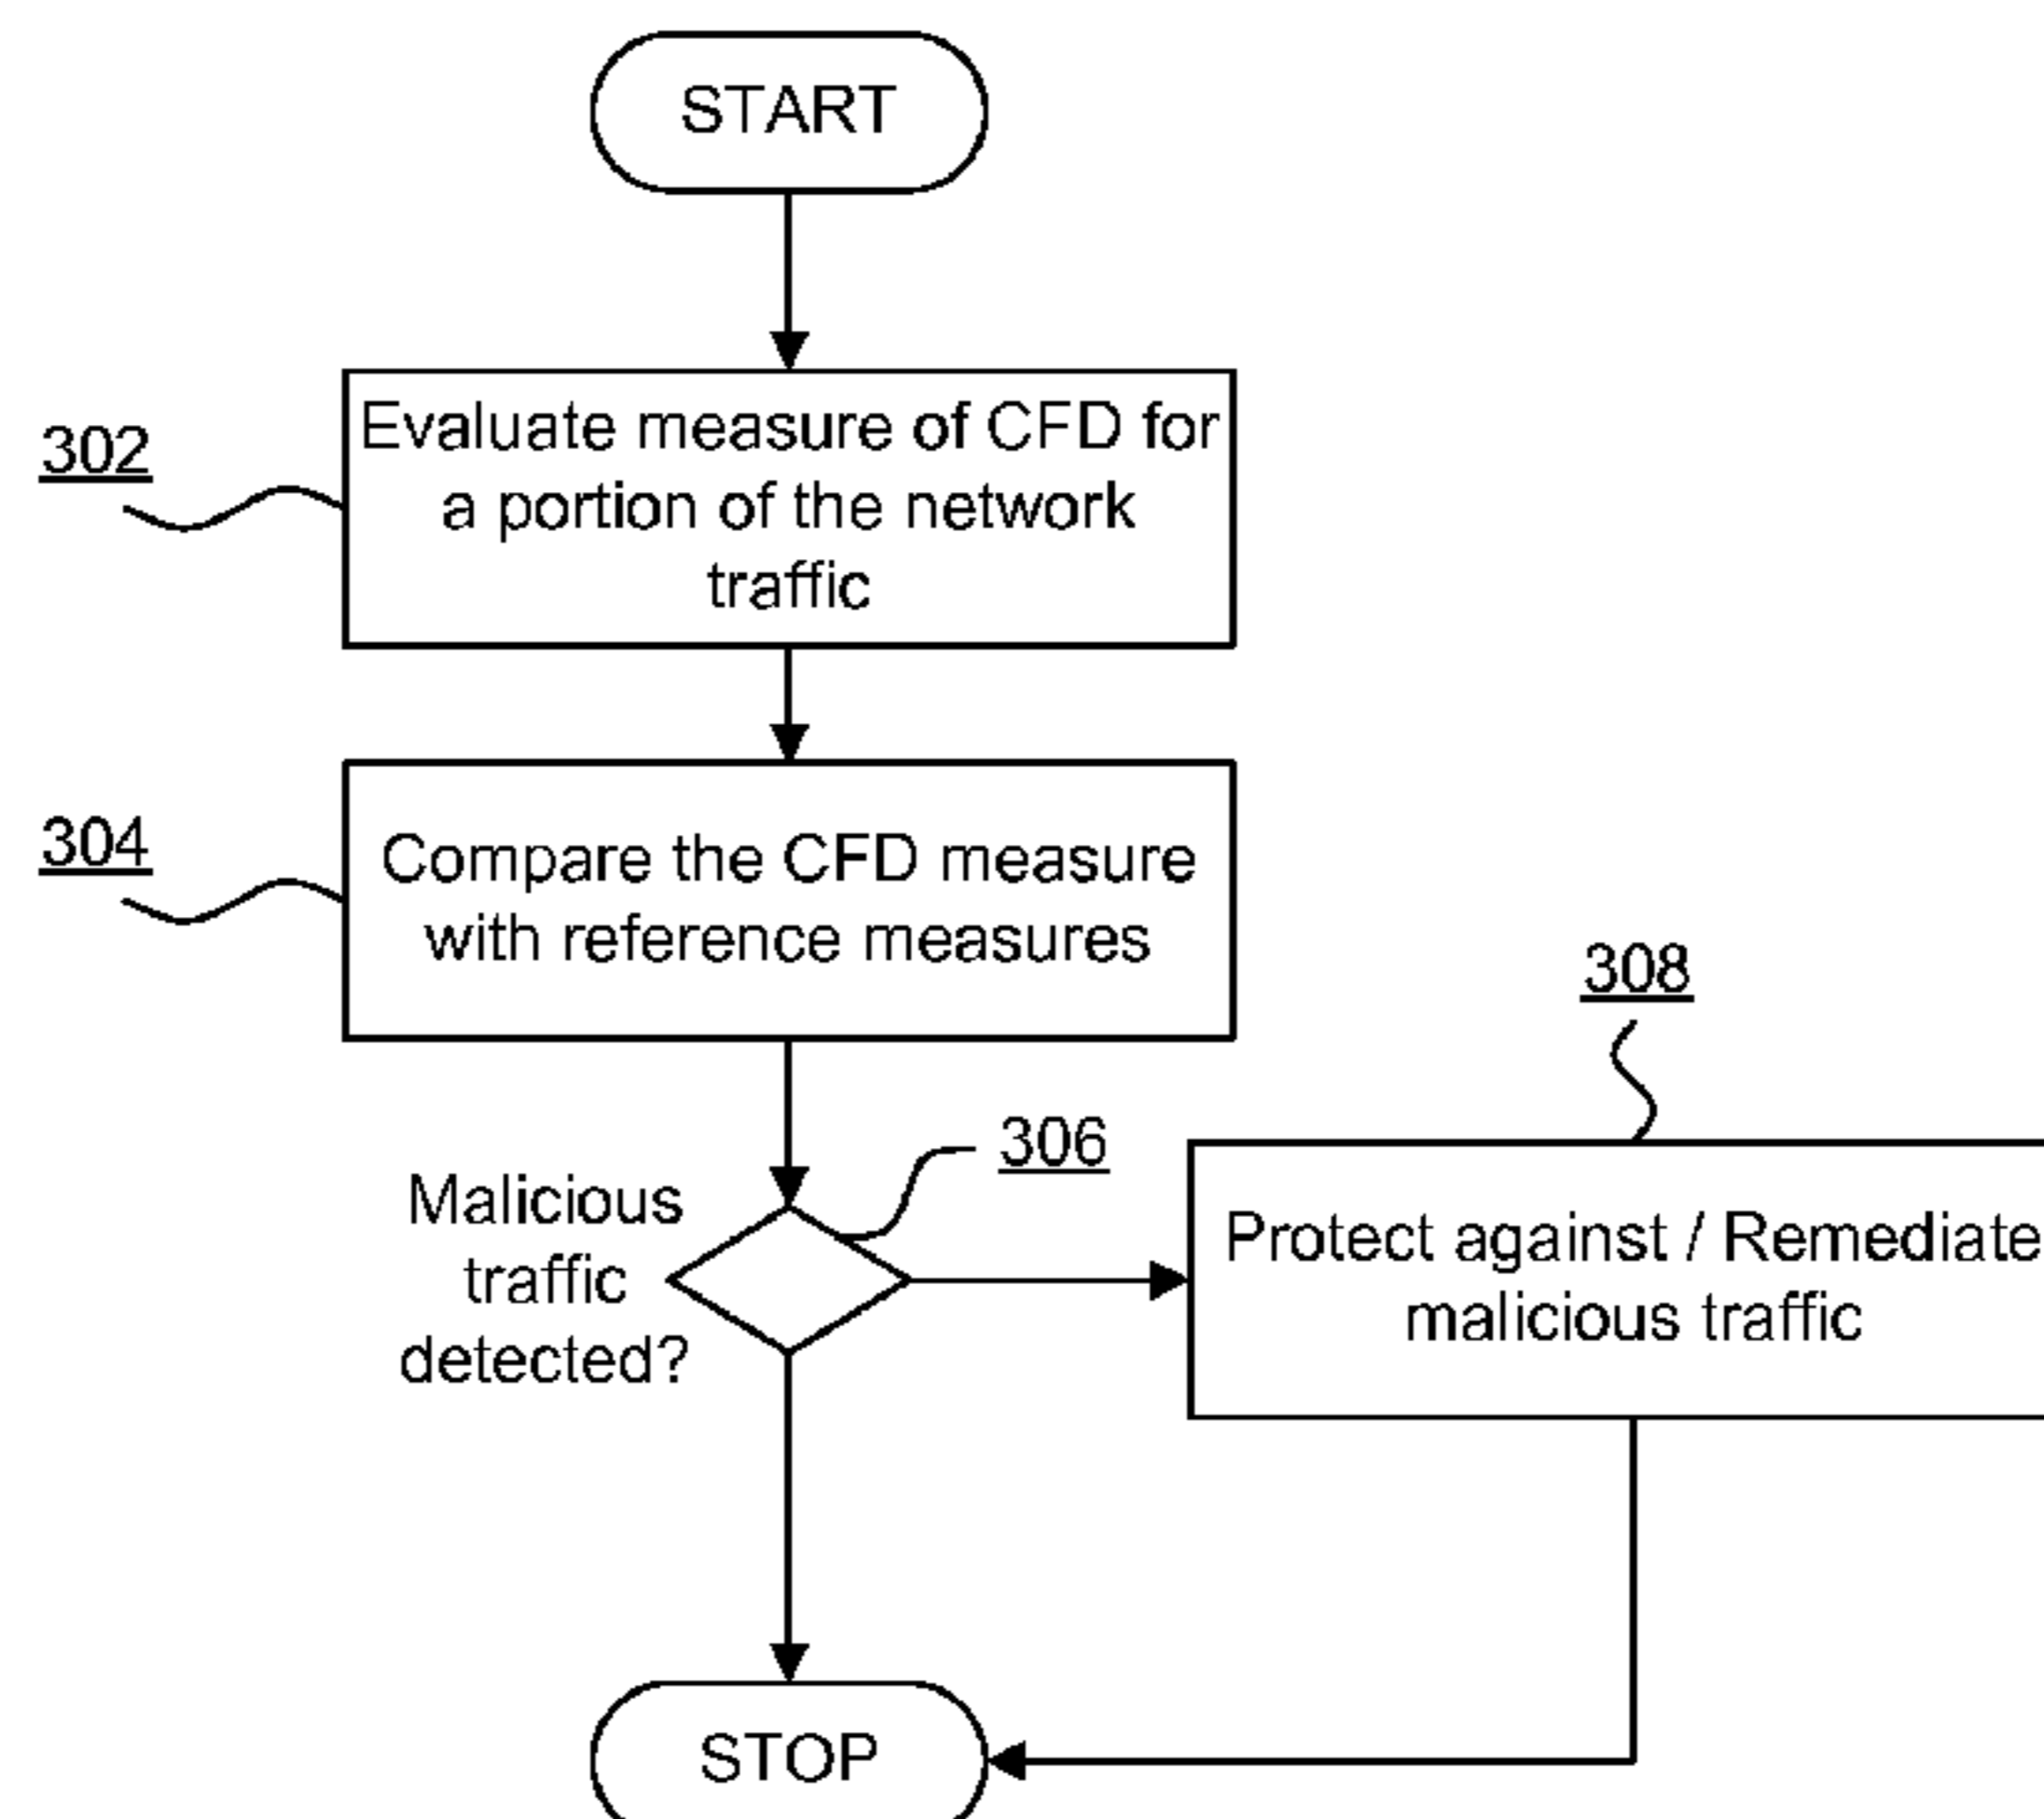 START
302
Evaluate measure of CFD for
a portion of the network
traffic
304
Compare the CFD measure
with reference measures
308
306
Malicious
traffic
detected?
Protect against / Remediate
malicious traffic
STOP